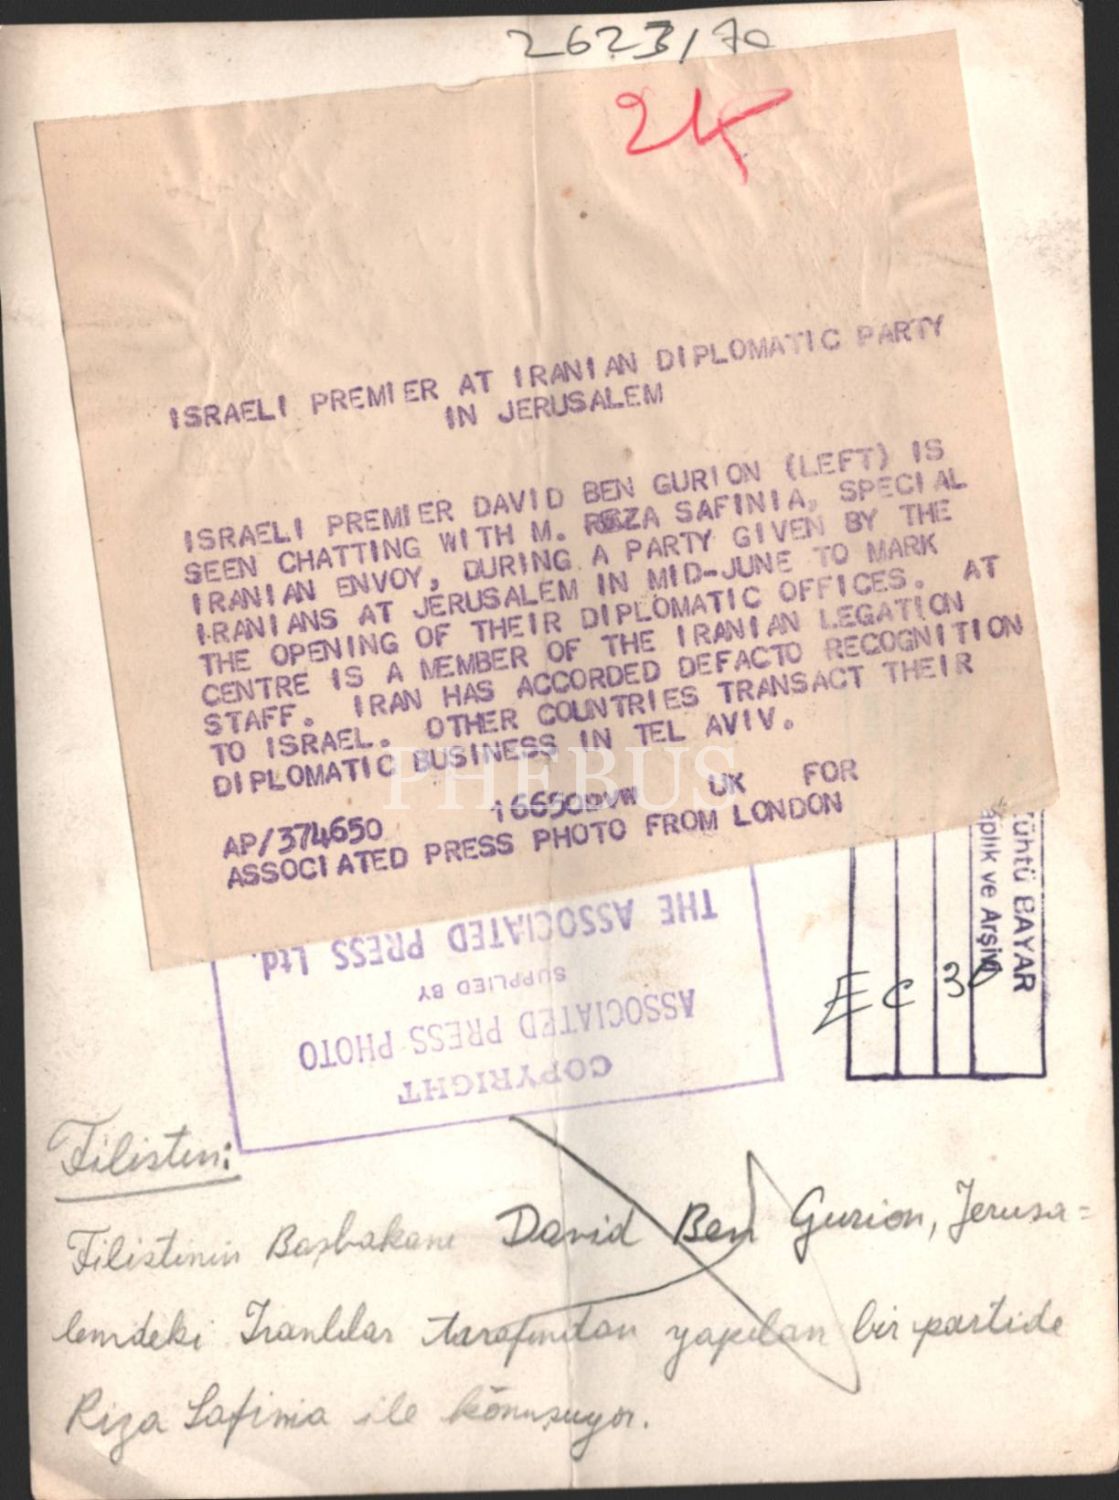 2623/70
24
ISRAELI PREMIER AT IRANIAN DIPLOMATIC PARTY
IN JERUSALEM
ISRAELI PREMIER DAVID BEN GURION (LEFT) IS
SEEN CHATTING WITH M. REZA SAFINIA, SPECIAL
IRANIAN ENVOY, DURING A PARTY GIVEN BY THE
IRANIANS AT JERUSALEM IN MID-JUNE TO MARK
THE OPENING OF THEIR DIPLOMATIC OFFICES. AT
CENTRE IS A MEMBER OF THE IRANIAN LEGATION
STAFF. IRAN HAS ACCORDED DEFACTO RECOGNITION
TO ISRAEL. OTHER COUNTRIES TRANSACT THEIR
DIPLOMATIC BUSINESS IN TEL AVIV.
PHEBUS
AP/374650 UK FOR
ASSOCIATED PRESS PHOTO FROM LONDON
COPYRIGHT
ASSOCIATED PRESS PHOTO
SUPPLIED BY
THE ASSOCIATED PRESS Ltd.
BAYAR
ve Arşivi
EC 30
Filistin:
Filistinin Başbakanı David Ben Gurion, Jerusa=
lemdeki İranlılar tarafından yapılan bir partide
Riza Safinia ile konuşuyor.